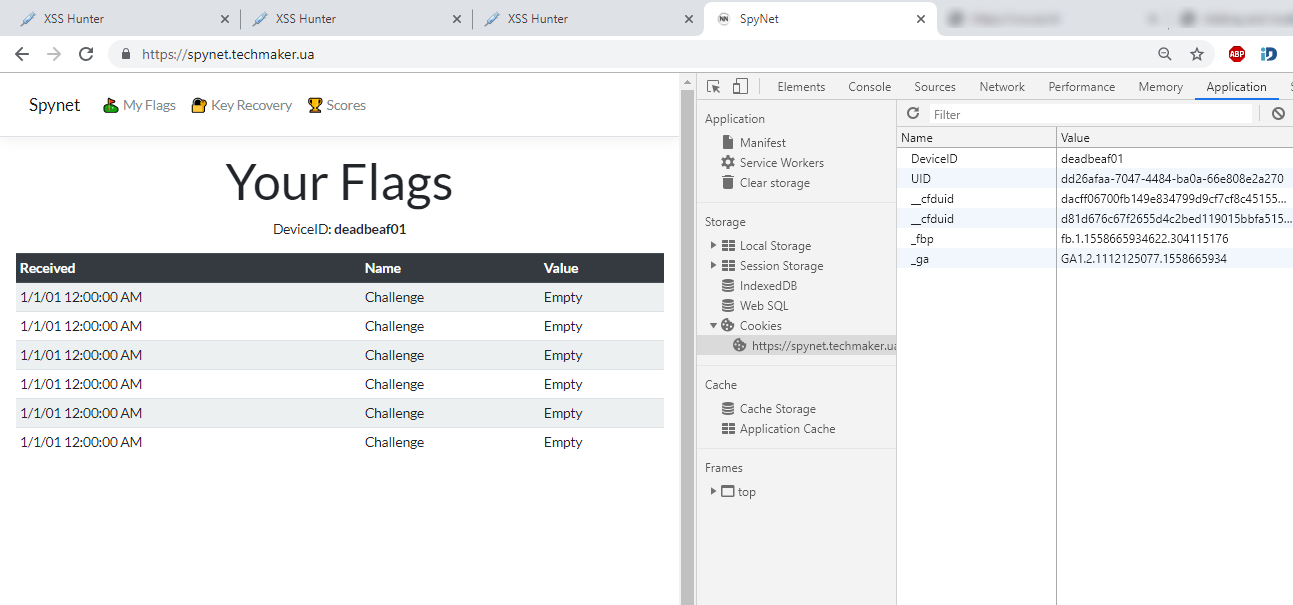 XSS Hunter
XSS Hunter
XSS Hunter
NN SpyNet
https://spynet.techmaker.ua
ABP
iD
Spynet My Flags Key Recovery Scores
Your Flags
DeviceID: deadbeaf01
Received Name Value
1/1/01 12:00:00 AM Challenge Empty
1/1/01 12:00:00 AM Challenge Empty
1/1/01 12:00:00 AM Challenge Empty
1/1/01 12:00:00 AM Challenge Empty
1/1/01 12:00:00 AM Challenge Empty
1/1/01 12:00:00 AM Challenge Empty
Elements Console Sources Network Performance Memory Application
Application
Manifest
Service Workers
Clear storage
Storage
Local Storage
Session Storage
IndexedDB
Web SQL
Cookies
https://spynet.techmaker.ua
Cache
Cache Storage
Application Cache
Frames
top
Filter
Name Value
DeviceID deadbeaf01
UID dd26afaa-7047-4484-ba0a-66e808e2a270
__cfduid dacff06700fb149e834799d9cf7cf8c45155...
__cfduid d81d676c67f2655d4c2bed119015bbfa515...
_fbp fb.1.1558665934622.304115176
_ga GA1.2.1112125077.1558665934